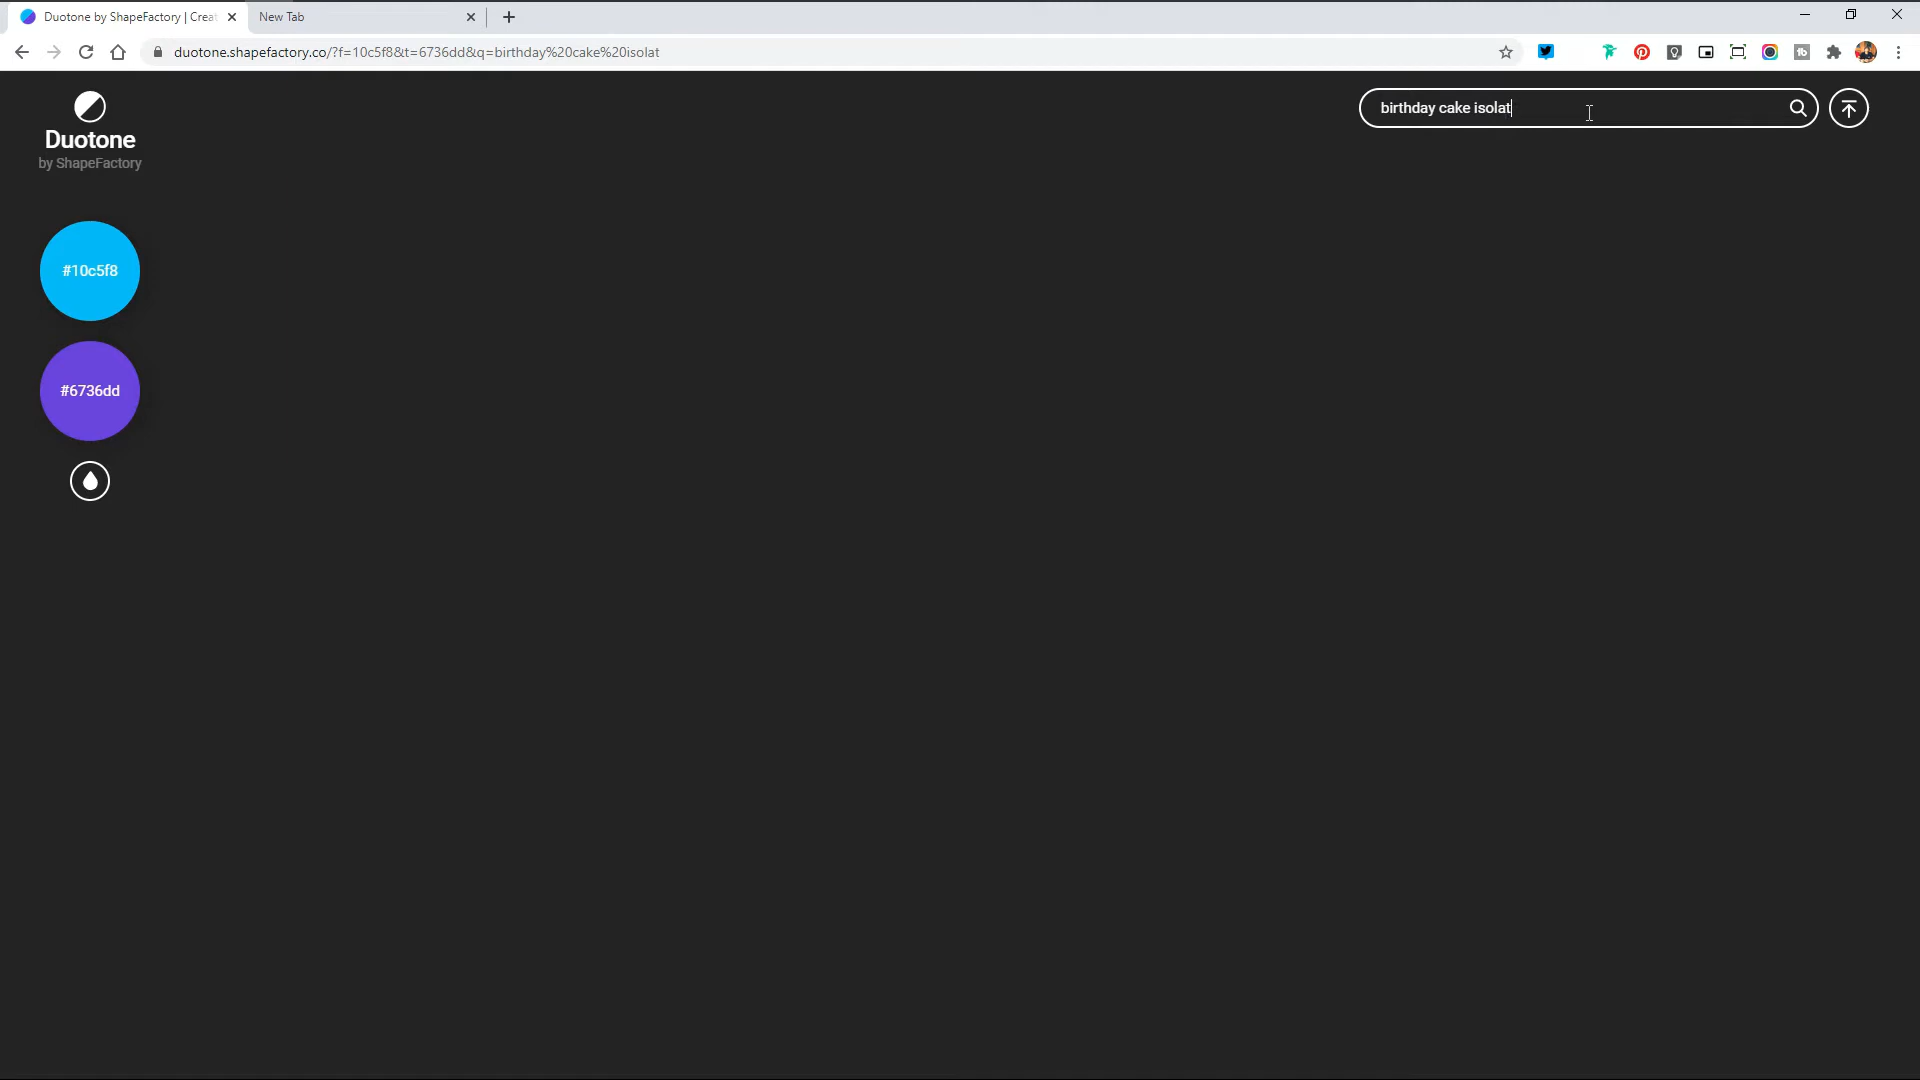 Duotone by ShapeFactory | Creat
New Tab
duotone.shapefactory.co/?f=10c5f8&t=6736dd&q=birthday%20cake%20isolat
birthday cake isolat
Duotone
by ShapeFactory
#10c5f8
#6736dd